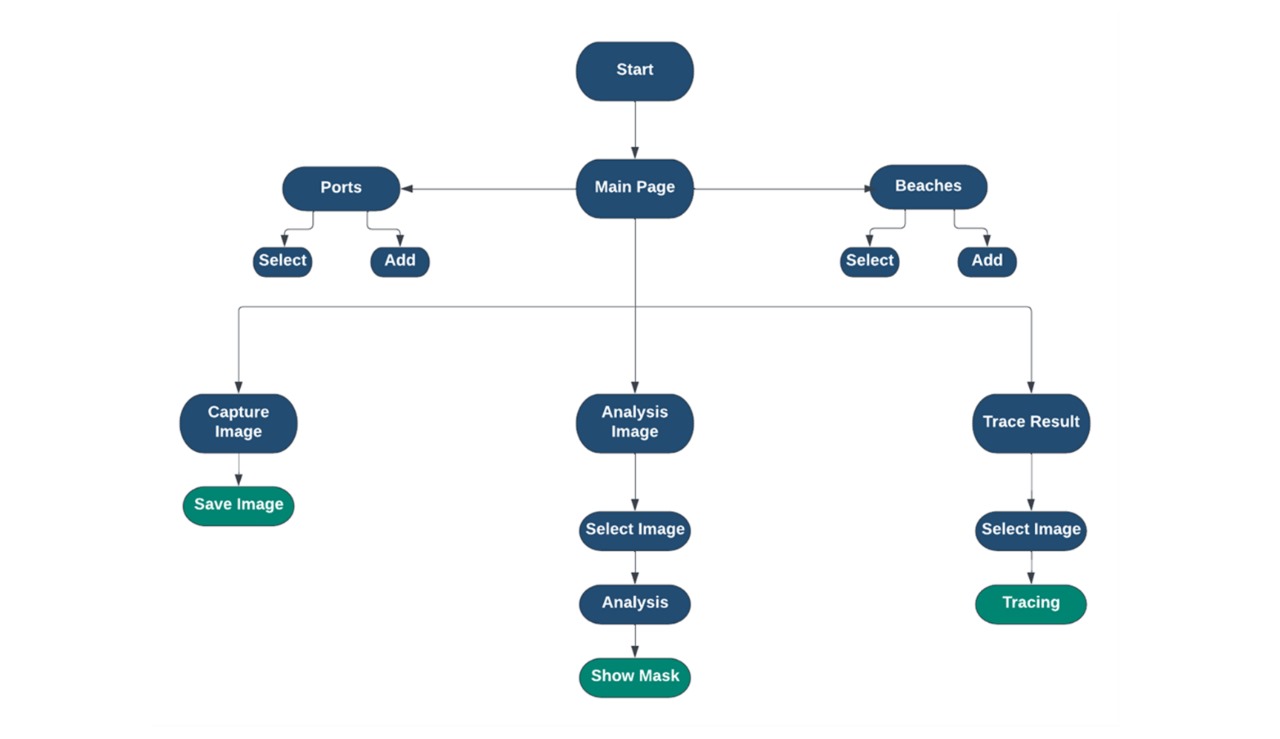 Start
Ports
Main Page
Beaches
Select
Add
Select
Add
Capture
Image
Analysis
Image
Trace Result
Save Image
Select Image
Select Image
Analysis
Tracing
Show Mask